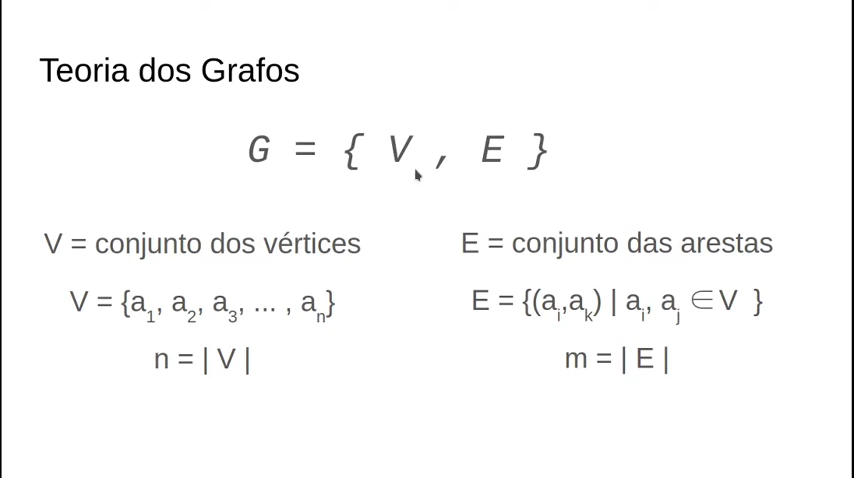 Teoria dos Grafos
G = { V , E }
V = conjunto dos vértices
E = conjunto das arestas
V = {a₁, a₂, a₃, ... , aₙ}
E = {(aᵢ,aₖ) | aᵢ, aⱼ ∈ V }
n = | V |
m = | E |